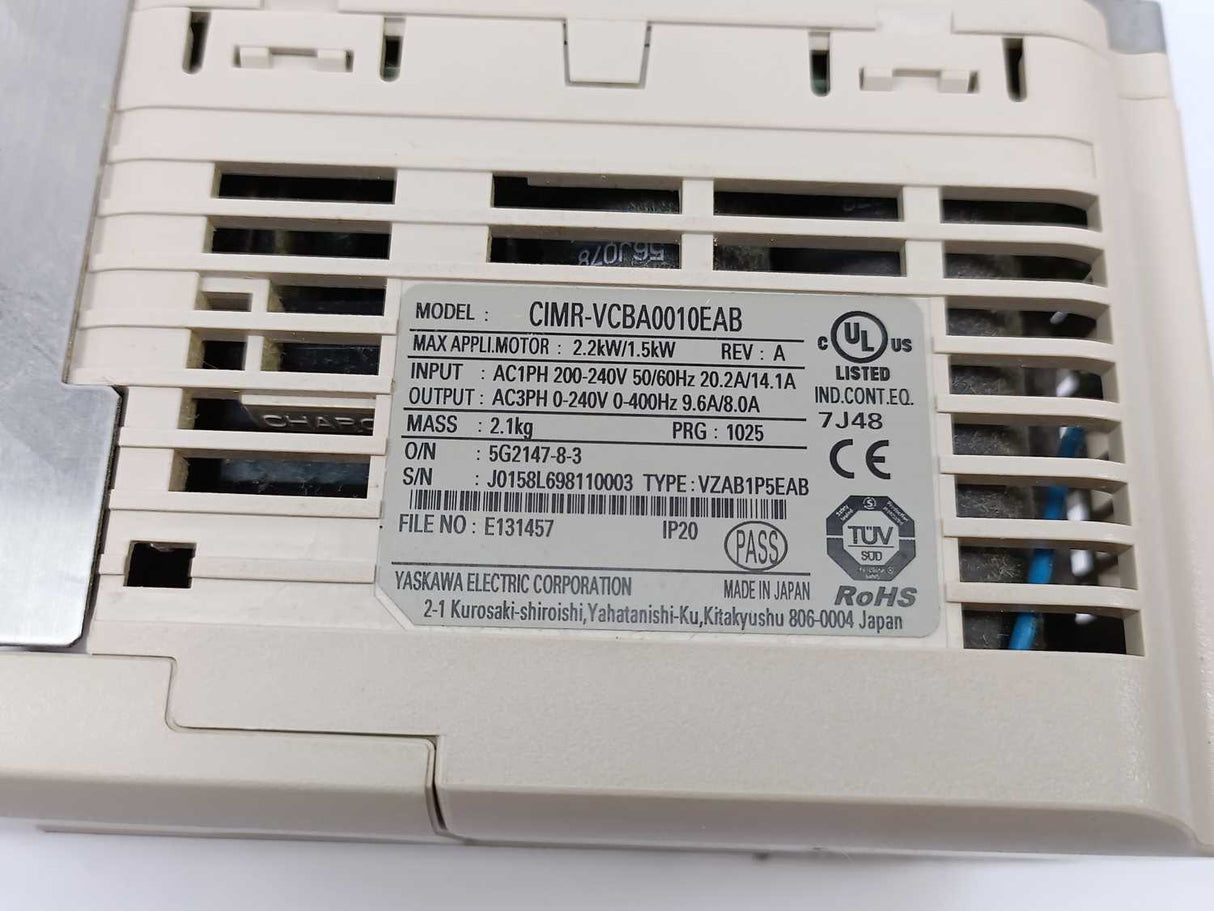 56J078
CHARG
MODEL : CIMR-VCBA0010EAB
MAX APPLI.MOTOR : 2.2kW/1.5kW REV : A
INPUT : AC1PH 200-240V 50/60Hz 20.2A/14.1A
OUTPUT : AC3PH 0-240V 0-400Hz 9.6A/8.0A
MASS : 2.1kg PRG : 1025
O/N : 5G2147-8-3
S/N : J0158L698110003 TYPE : VZAB1P5EAB
FILE NO : E131457 IP20 PASS
YASKAWA ELECTRIC CORPORATION MADE IN JAPAN
2-1 Kurosaki-shiroishi,Yahatanishi-Ku,Kitakyushu 806-0004 Japan
C UL US
LISTED
IND.CONT.EQ.
7J48
CE
TÜV
SÜD
RoHS